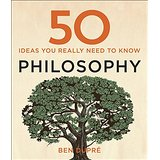 50
IDEAS YOU REALLY NEED TO KNOW
PHILOSOPHY
BEN DUPRÉ